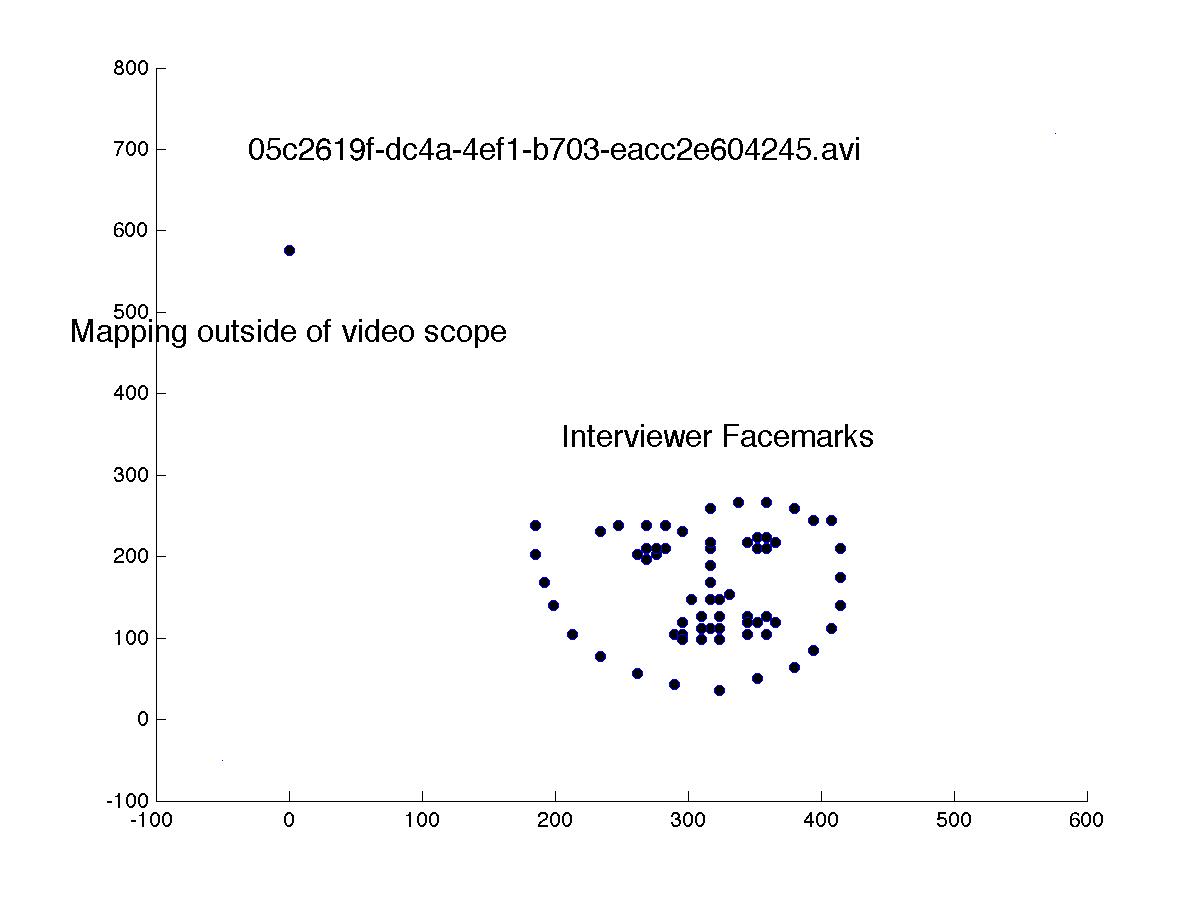 800
05c2619f-dc4a-4ef1-b703-eacc2e604245.avi
700
600
500
Mapping outside of video scope
400
Interviewer Facemarks
300
200
100
0
-100
-100 0 100 200 300 400 500 600